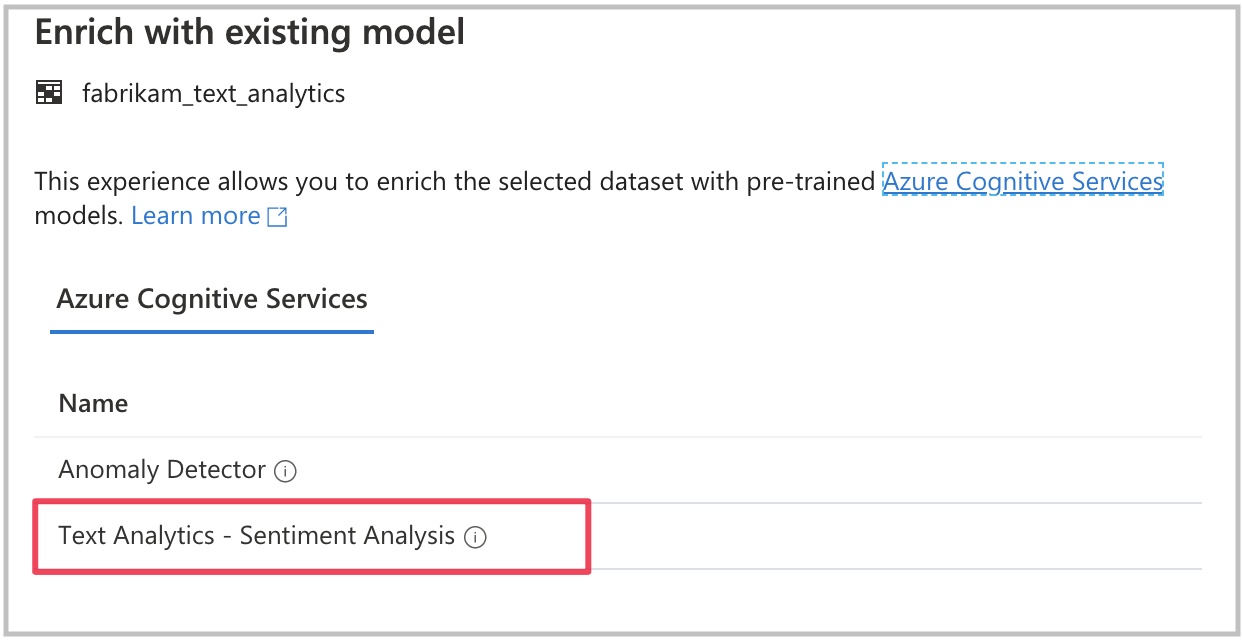 Enrich with existing model
fabrikam_text_analytics
This experience allows you to enrich the selected dataset with pre-trained Azure Cognitive Services
models. Learn more
Azure Cognitive Services
Name
Anomaly Detector
Text Analytics - Sentiment Analysis